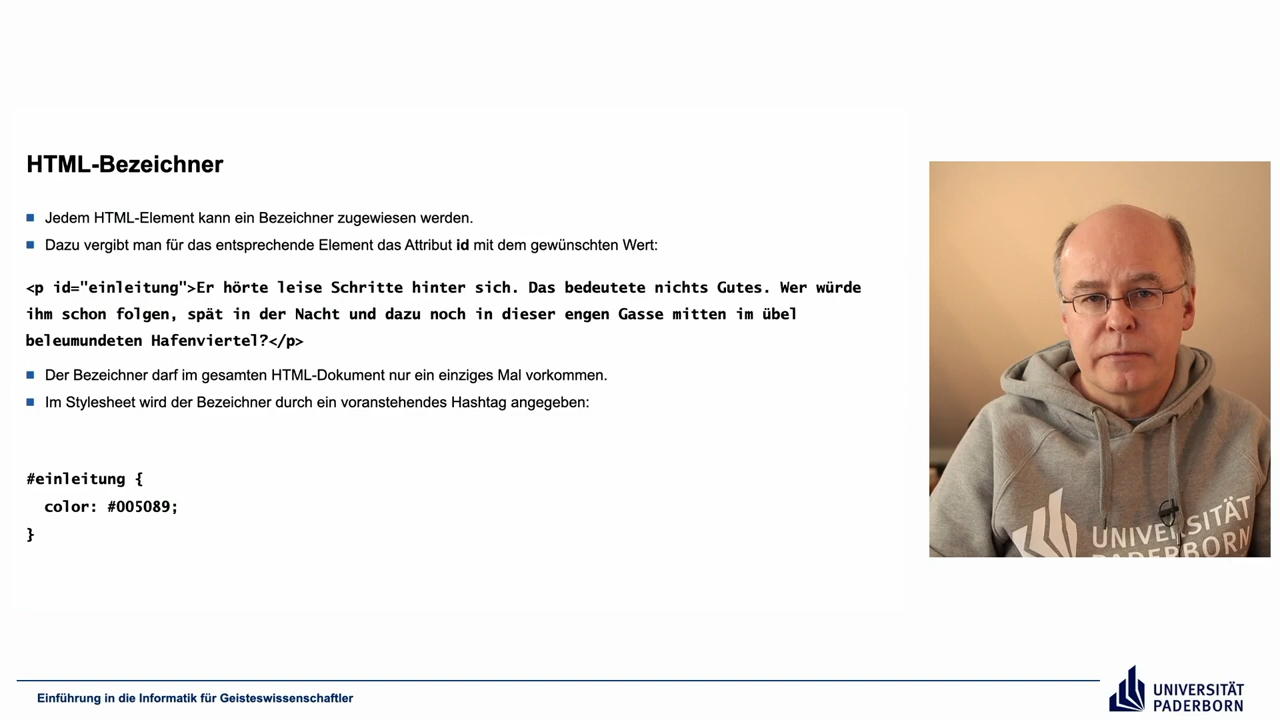 HTML-Bezeichner
Jedem HTML-Element kann ein Bezeichner zugewiesen werden.
Dazu vergibt man für das entsprechende Element das Attribut id mit dem gewünschten Wert:
<p id="einleitung">Er hörte leise Schritte hinter sich. Das bedeutete nichts Gutes. Wer würde
ihm schon folgen, spät in der Nacht und dazu noch in dieser engen Gasse mitten im übel
beleumundeten Hafenviertel?</p>
Der Bezeichner darf im gesamten HTML-Dokument nur ein einziges Mal vorkommen.
Im Stylesheet wird der Bezeichner durch ein voranstehendes Hashtag angegeben:
#einleitung {
color: #005089;
}
UNIVERSITÄT
PADERBORN
Einführung in die Informatik für Geisteswissenschaftler
UNIVERSITÄT
PADERBORN